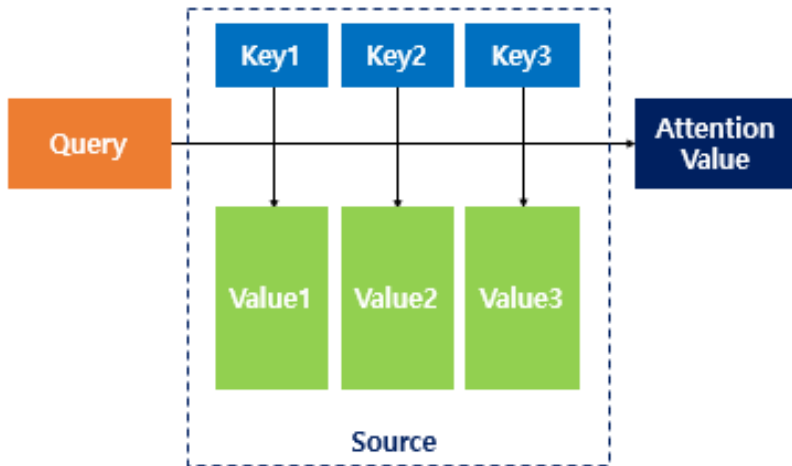 Key1 Key2 Key3
Query
Attention
Value
Value1 Value2 Value3
Source